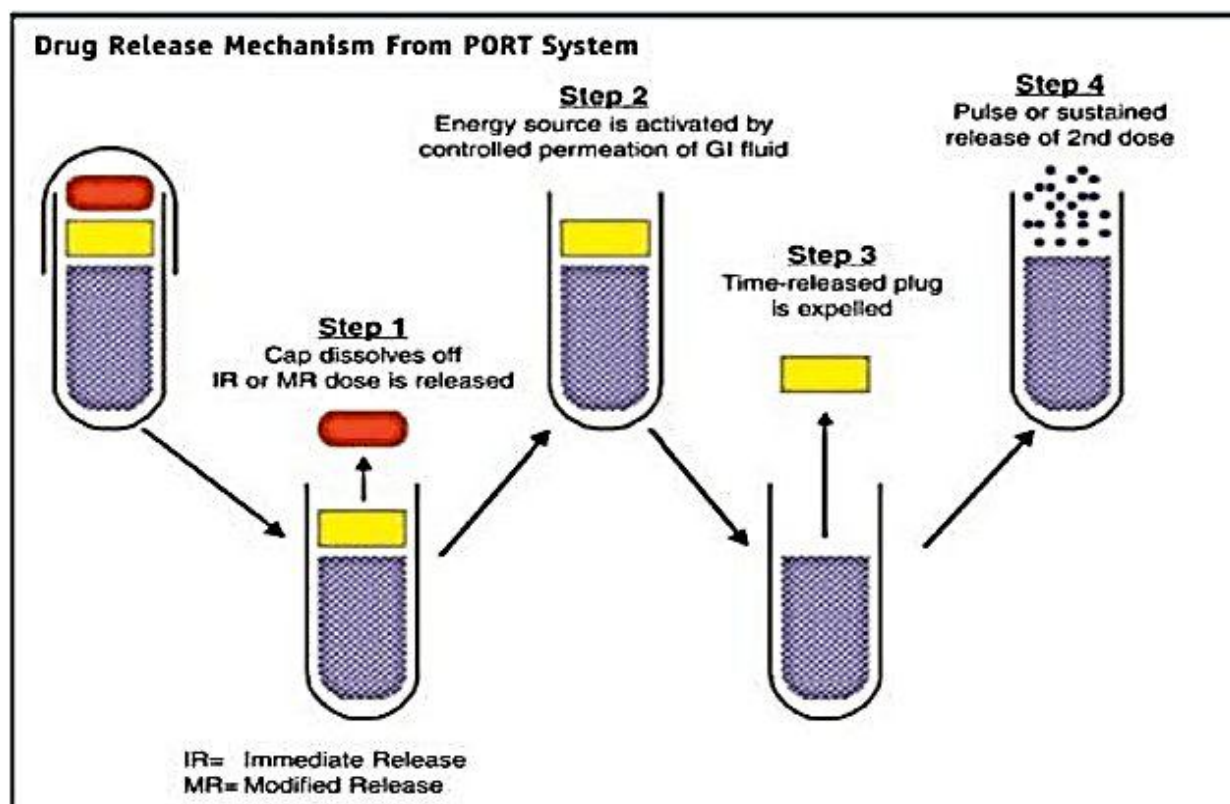 Drug Release Mechanism From PORT System
Step 1
Cap dissolves off
IR or MR dose is released
Step 2
Energy source is activated by
controlled permeation of GI fluid
Step 3
Time-released plug
is expelled
Step 4
Pulse or sustained
release of 2nd dose
IR= Immediate Release
MR= Modified Release